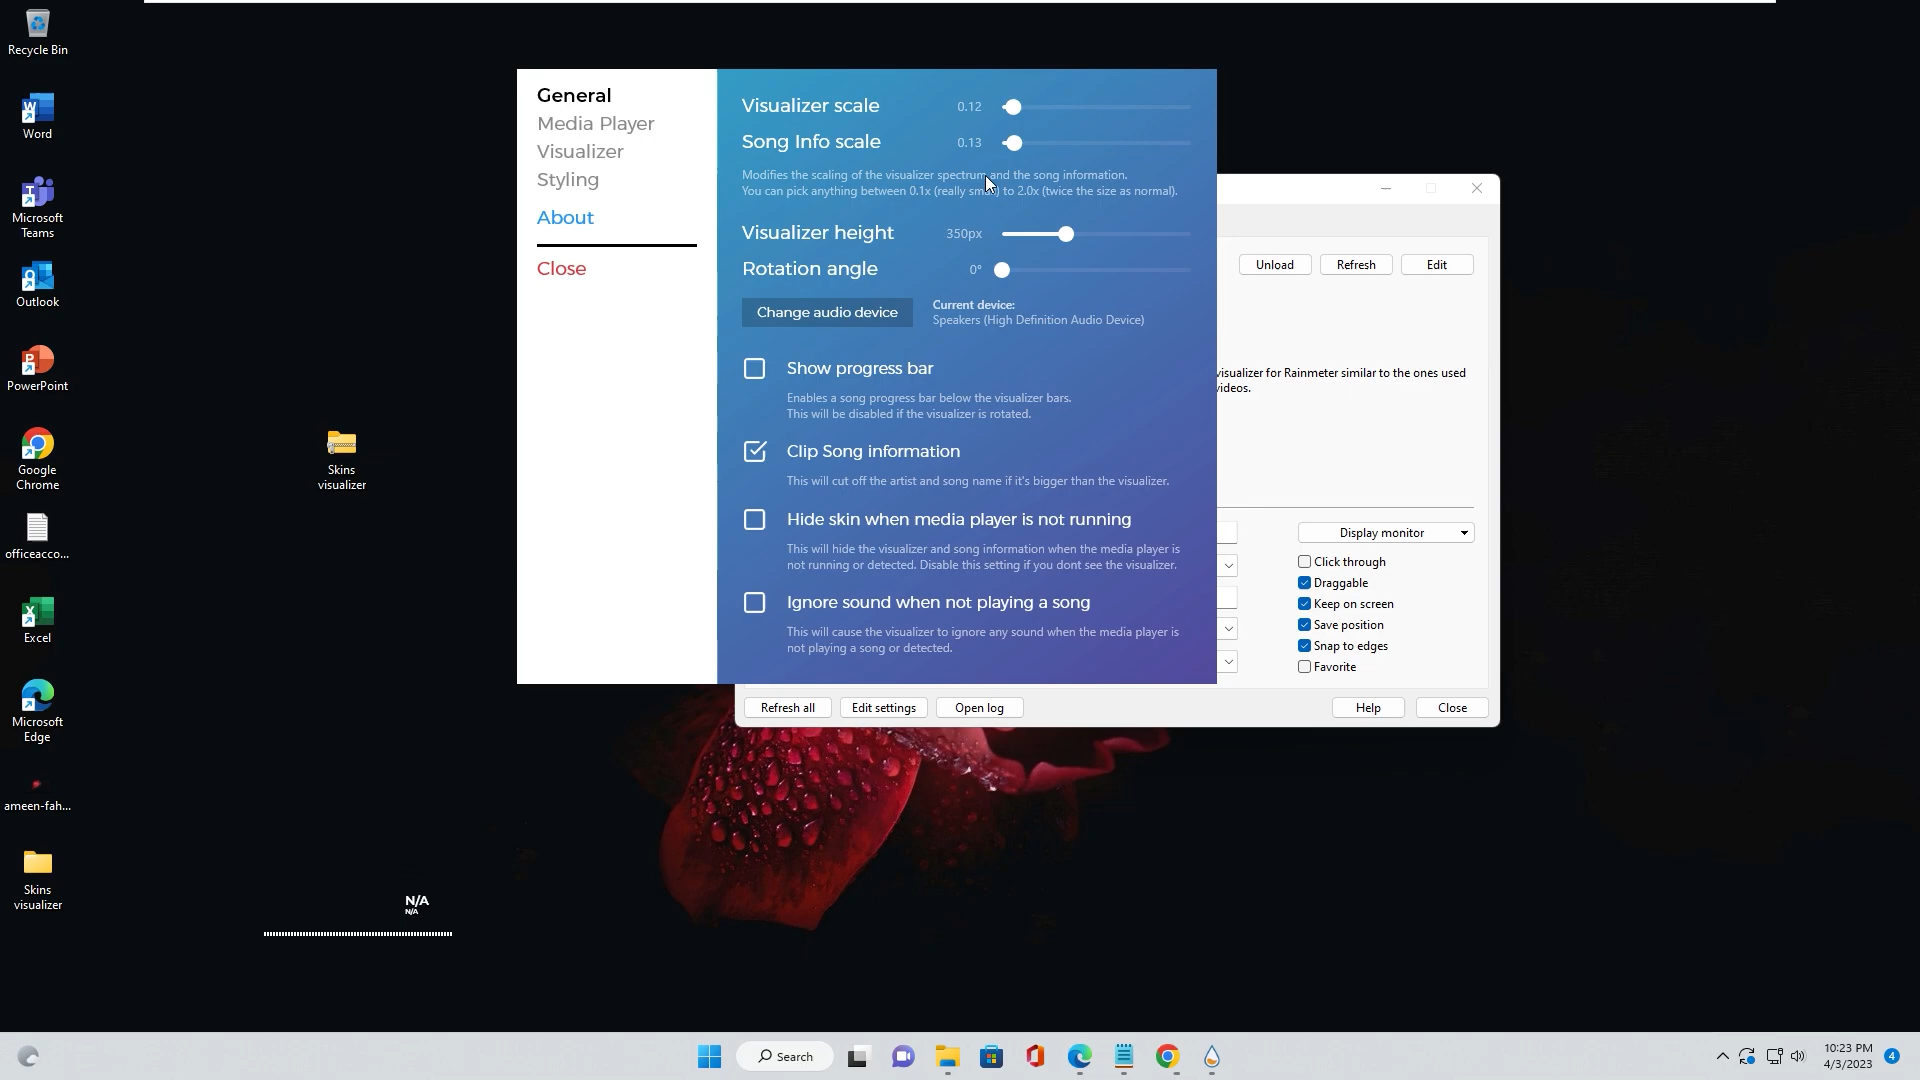 Recycle Bin
Word
Microsoft
Teams
Outlook
PowerPoint
Google
Chrome
officeacco...
Excel
Microsoft
Edge
ameen-fah...
Skins
visualizer
Skins
visualizer
N/A
N/A
General
Media Player
Visualizer
Styling
About
Close
Visualizer scale 0.12
Song Info scale 0.13
Modifies the scaling of the visualizer spectrum and the song information.
You can pick anything between 0.1x (really small) to 2.0x (twice the size as normal).
Visualizer height 350px
Rotation angle 0°
Change audio device
Current device:
Speakers (High Definition Audio Device)
Show progress bar
Enables a song progress bar below the visualizer bars.
This will be disabled if the visualizer is rotated.
Clip Song information
This will cut off the artist and song name if it's bigger than the visualizer.
Hide skin when media player is not running
This will hide the visualizer and song information when the media player is
not running or detected. Disable this setting if you dont see the visualizer.
Ignore sound when not playing a song
This will cause the visualizer to ignore any sound when the media player is
not playing a song or detected.
Unload Refresh Edit
visualizer for Rainmeter similar to the ones used
videos.
Display monitor
Click through
Draggable
Keep on screen
Save position
Snap to edges
Favorite
Refresh all Edit settings Open log Help Close
Search
10:23 PM
4/3/2023
4